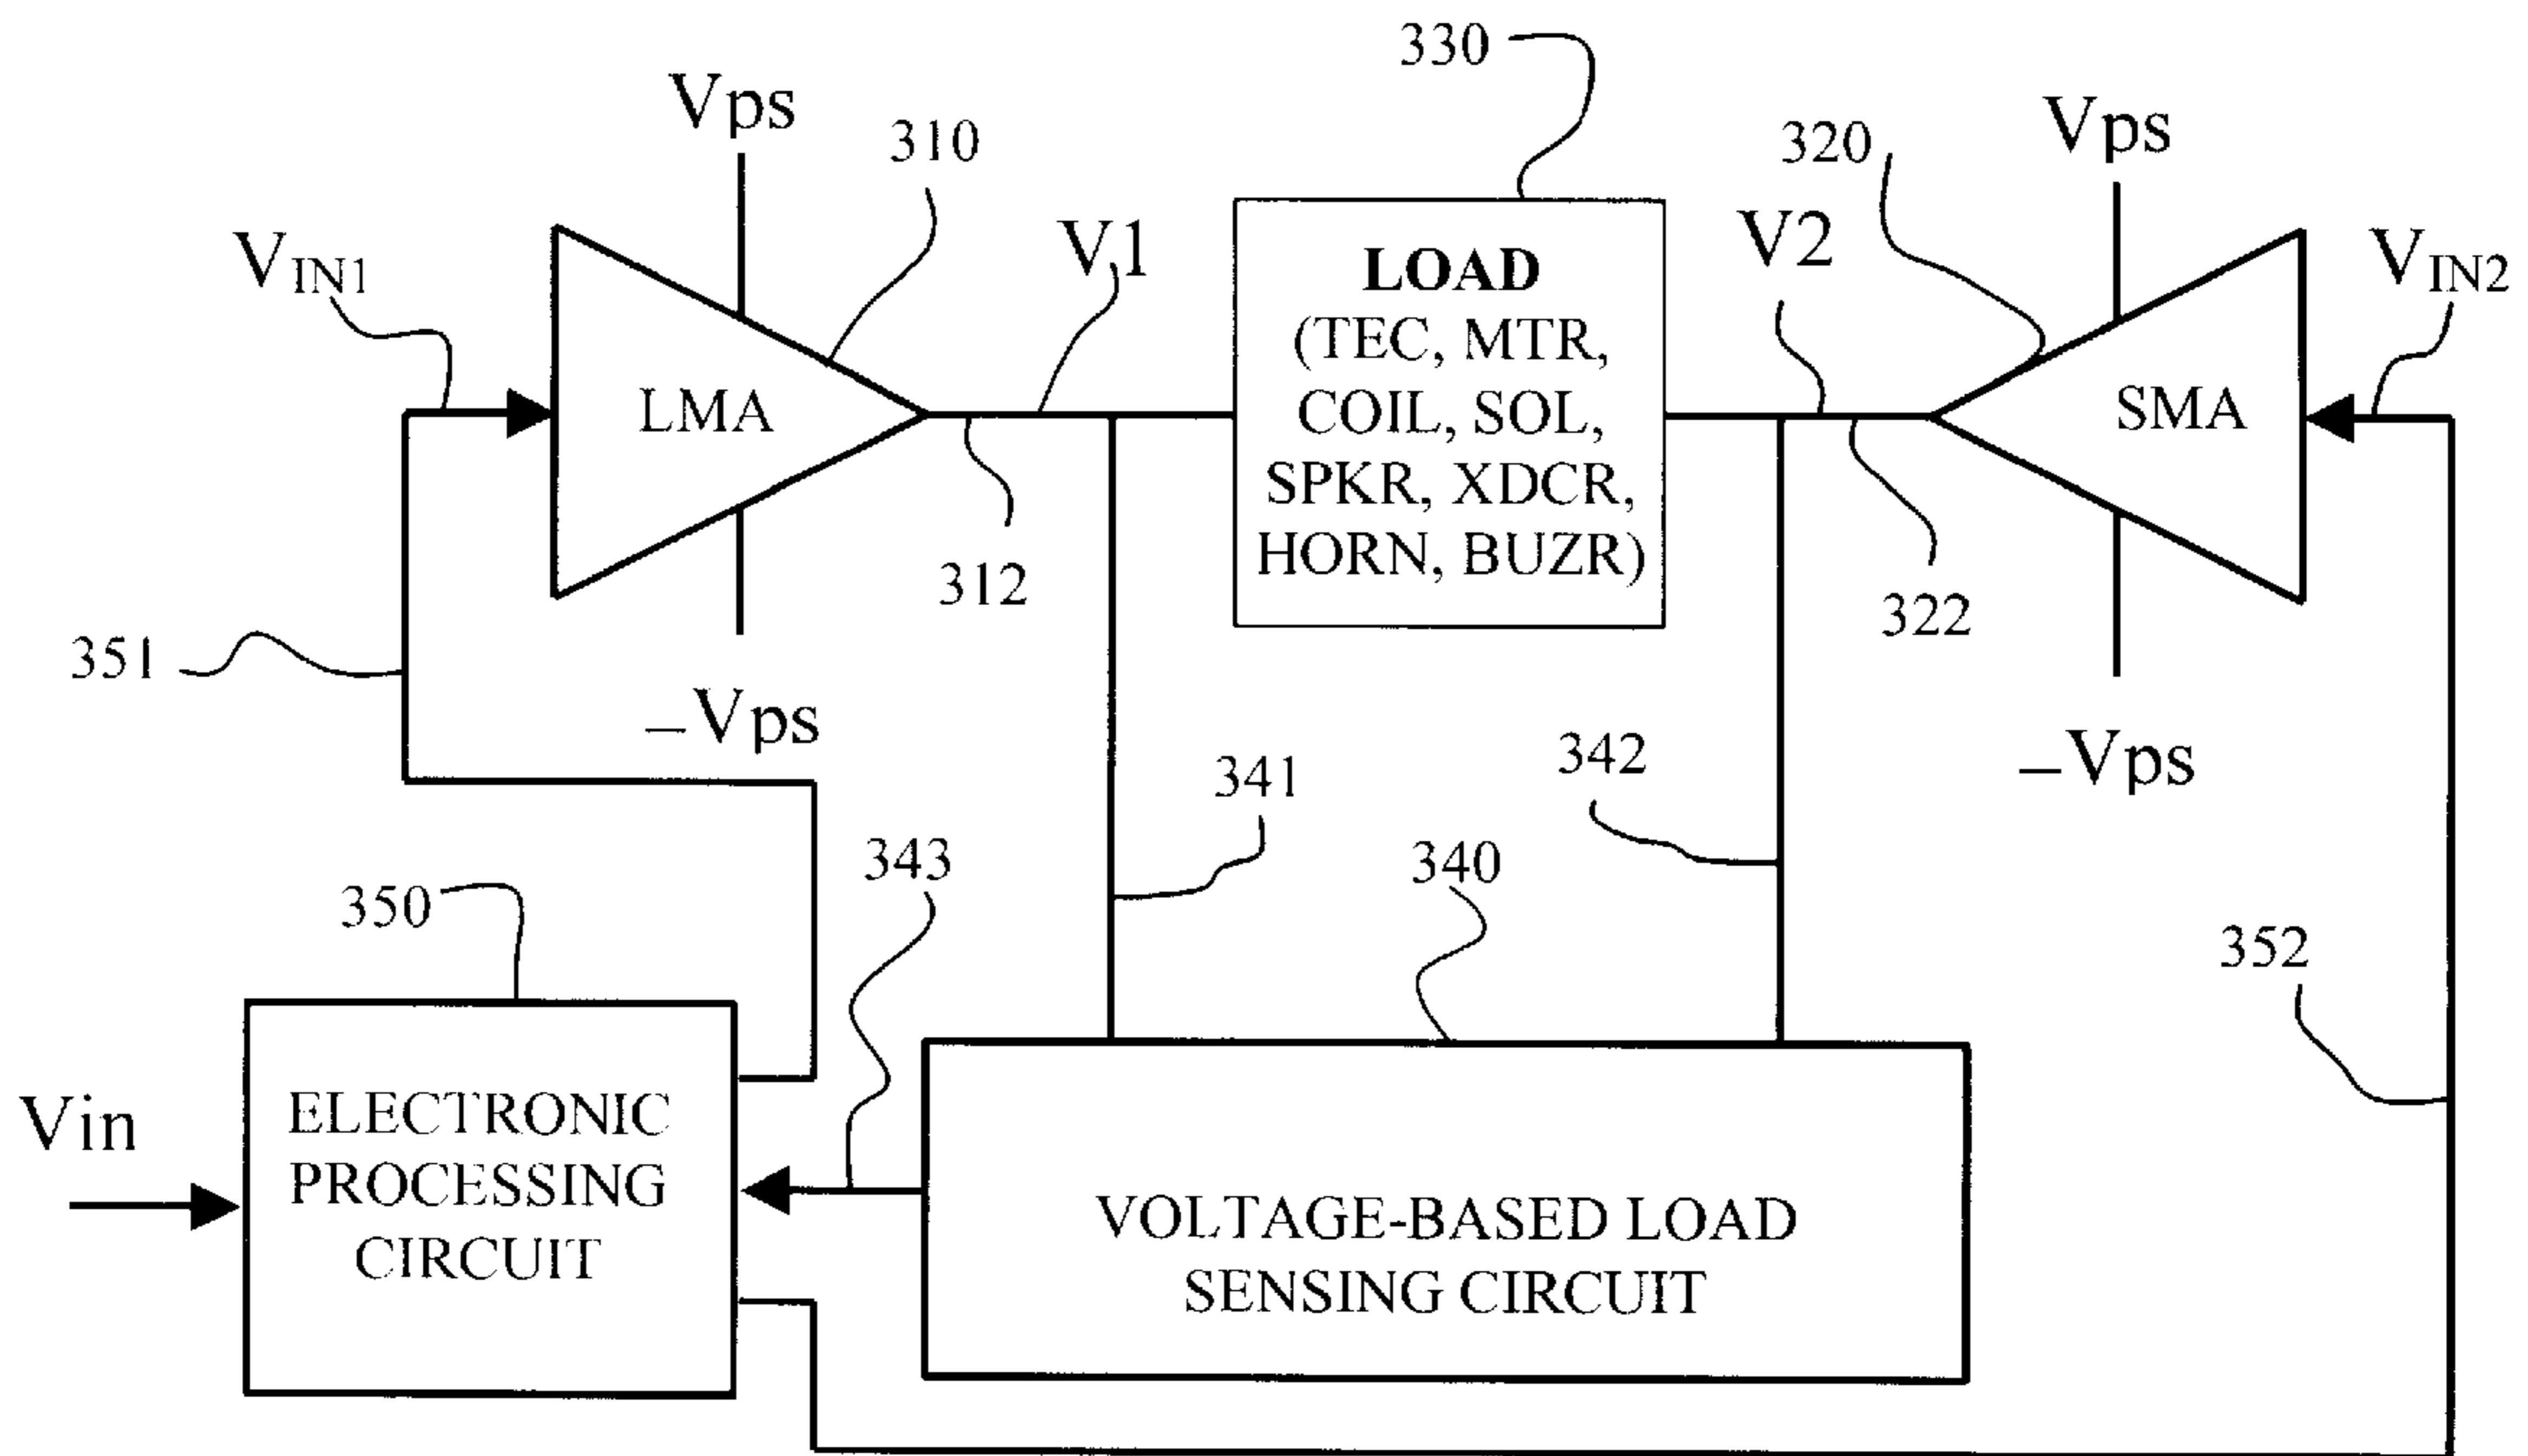 330
Vps
310
320
Vps
VIN1
V1
LOAD
(TEC, MTR,
COIL, SOL,
SPKR, XDCR,
HORN, BUZR)
V2
VIN2
LMA
SMA
312
322
351
–Vps
–Vps
341
342
343
340
350
352
Vin
ELECTRONIC
PROCESSING
CIRCUIT
VOLTAGE-BASED LOAD
SENSING CIRCUIT